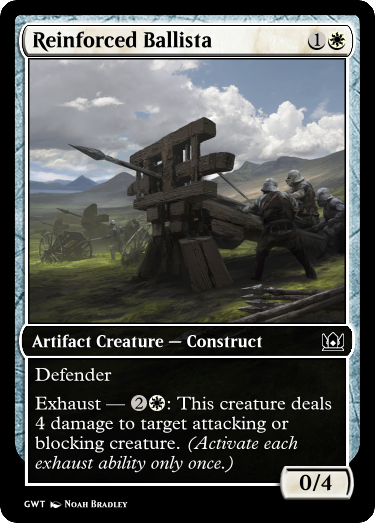 Reinforced Ballista 1
Artifact Creature — Construct
Defender
Exhaust — 2: This creature deals
4 damage to target attacking or
blocking creature. (Activate each
exhaust ability only once.)
0/4
GWT NOAH BRADLEY